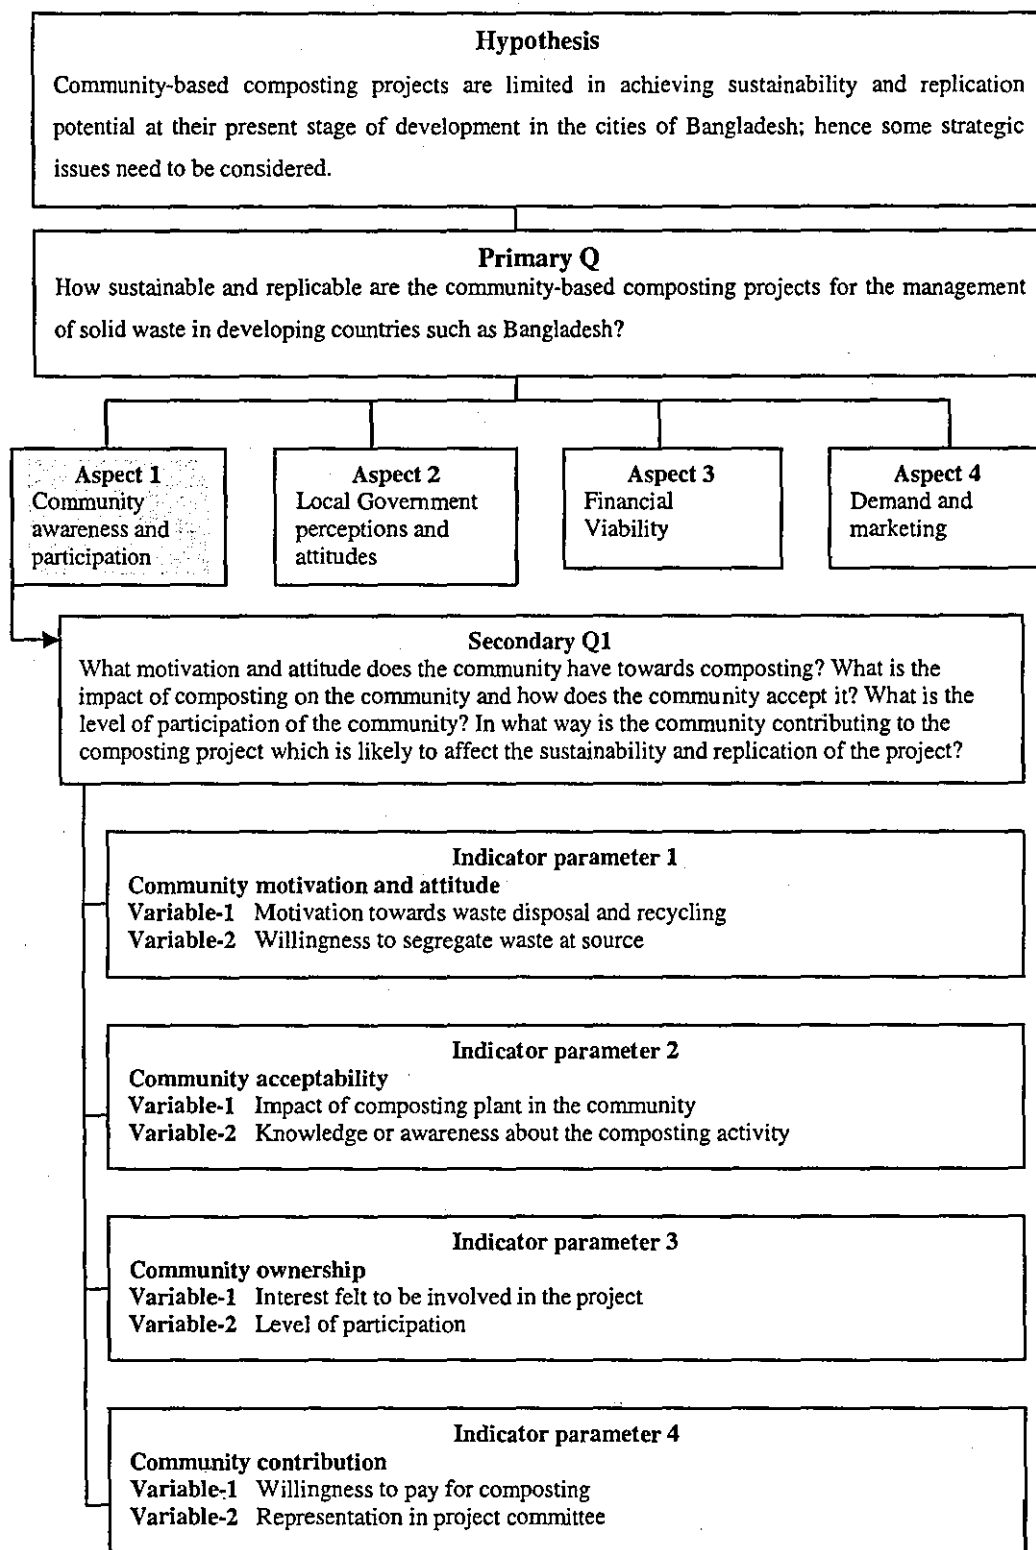 Hypothesis
Community-based composting projects are limited in achieving sustainability and replication
potential at their present stage of development in the cities of Bangladesh; hence some strategic
issues need to be considered.
Primary Q
How sustainable and replicable are the community-based composting projects for the management
of solid waste in developing countries such as Bangladesh?
Aspect 1
Community
awareness and
participation
Aspect 2
Local Government
perceptions and
attitudes
Aspect 3
Financial
Viability
Aspect 4
Demand and
marketing
Secondary Q1
What motivation and attitude does the community have towards composting? What is the
impact of composting on the community and how does the community accept it? What is the
level of participation of the community? In what way is the community contributing to the
composting project which is likely to affect the sustainability and replication of the project?
Indicator parameter 1
Community motivation and attitude
Variable-1 Motivation towards waste disposal and recycling
Variable-2 Willingness to segregate waste at source
Indicator parameter 2
Community acceptability
Variable-1 Impact of composting plant in the community
Variable-2 Knowledge or awareness about the composting activity
Indicator parameter 3
Community ownership
Variable-1 Interest felt to be involved in the project
Variable-2 Level of participation
Indicator parameter 4
Community contribution
Variable-1 Willingness to pay for composting
Variable-2 Representation in project committee